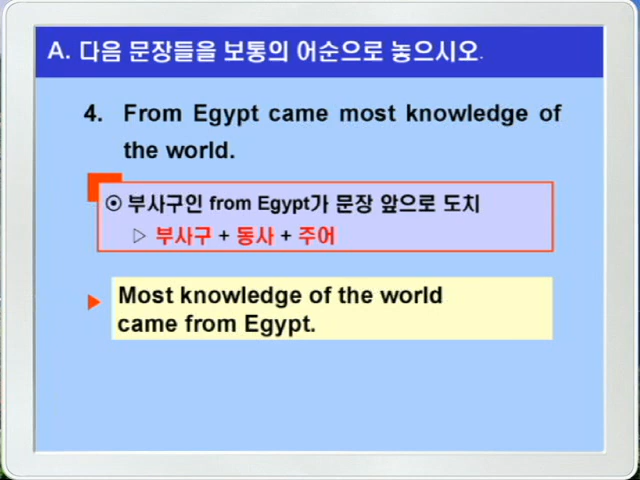 A. 다음 문장들을 보통의 어순으로 놓으시오.
4. From Egypt came most knowledge of
the world.
⊙ 부사구인 from Egypt가 문장 앞으로 도치
▷ 부사구 + 동사 + 주어
▶ Most knowledge of the world
came from Egypt.